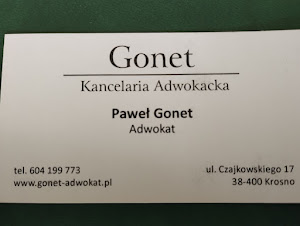 Gonet
Kancelaria Adwokacka
Paweł Gonet
Adwokat
tel. 604 199 773
www.gonet-adwokat.pl
ul. Czajkowskiego 17
38-400 Krosno